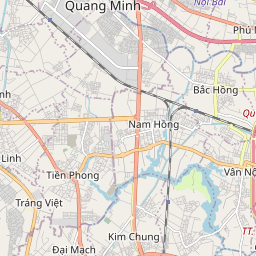 Nội Bài
Quang Minh
Phú
Bắc Hồng
Nam Hồng
Linh
Tiền Phong
Vân Nộ
Tráng Việt
Kim Chung
Đại Mạch
TT.